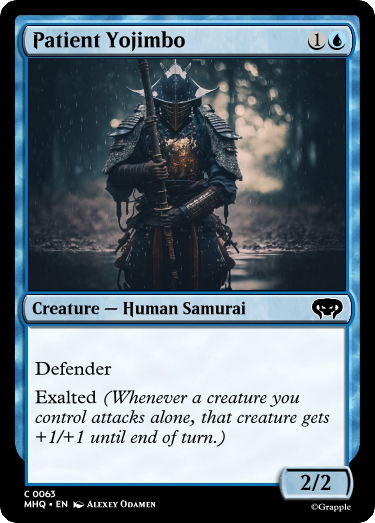 Patient Yojimbo 1
Creature — Human Samurai
Defender
Exalted (Whenever a creature you
control attacks alone, that creature gets
+1/+1 until end of turn.)
2/2
C 0063
MHQ • EN Alexey Odamen
©Grapple